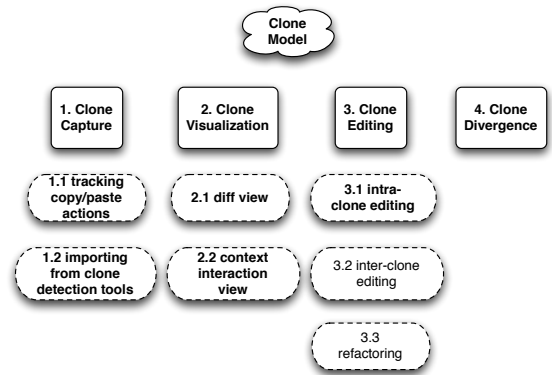 Clone
Model
1. Clone
Capture
2. Clone
Visualization
3. Clone
Editing
4. Clone
Divergence
1.1 tracking
copy/paste
actions
2.1 diff view
3.1 intra-
clone editing
1.2 importing
from clone
detection tools
2.2 context
interaction
view
3.2 inter-clone
editing
3.3
refactoring